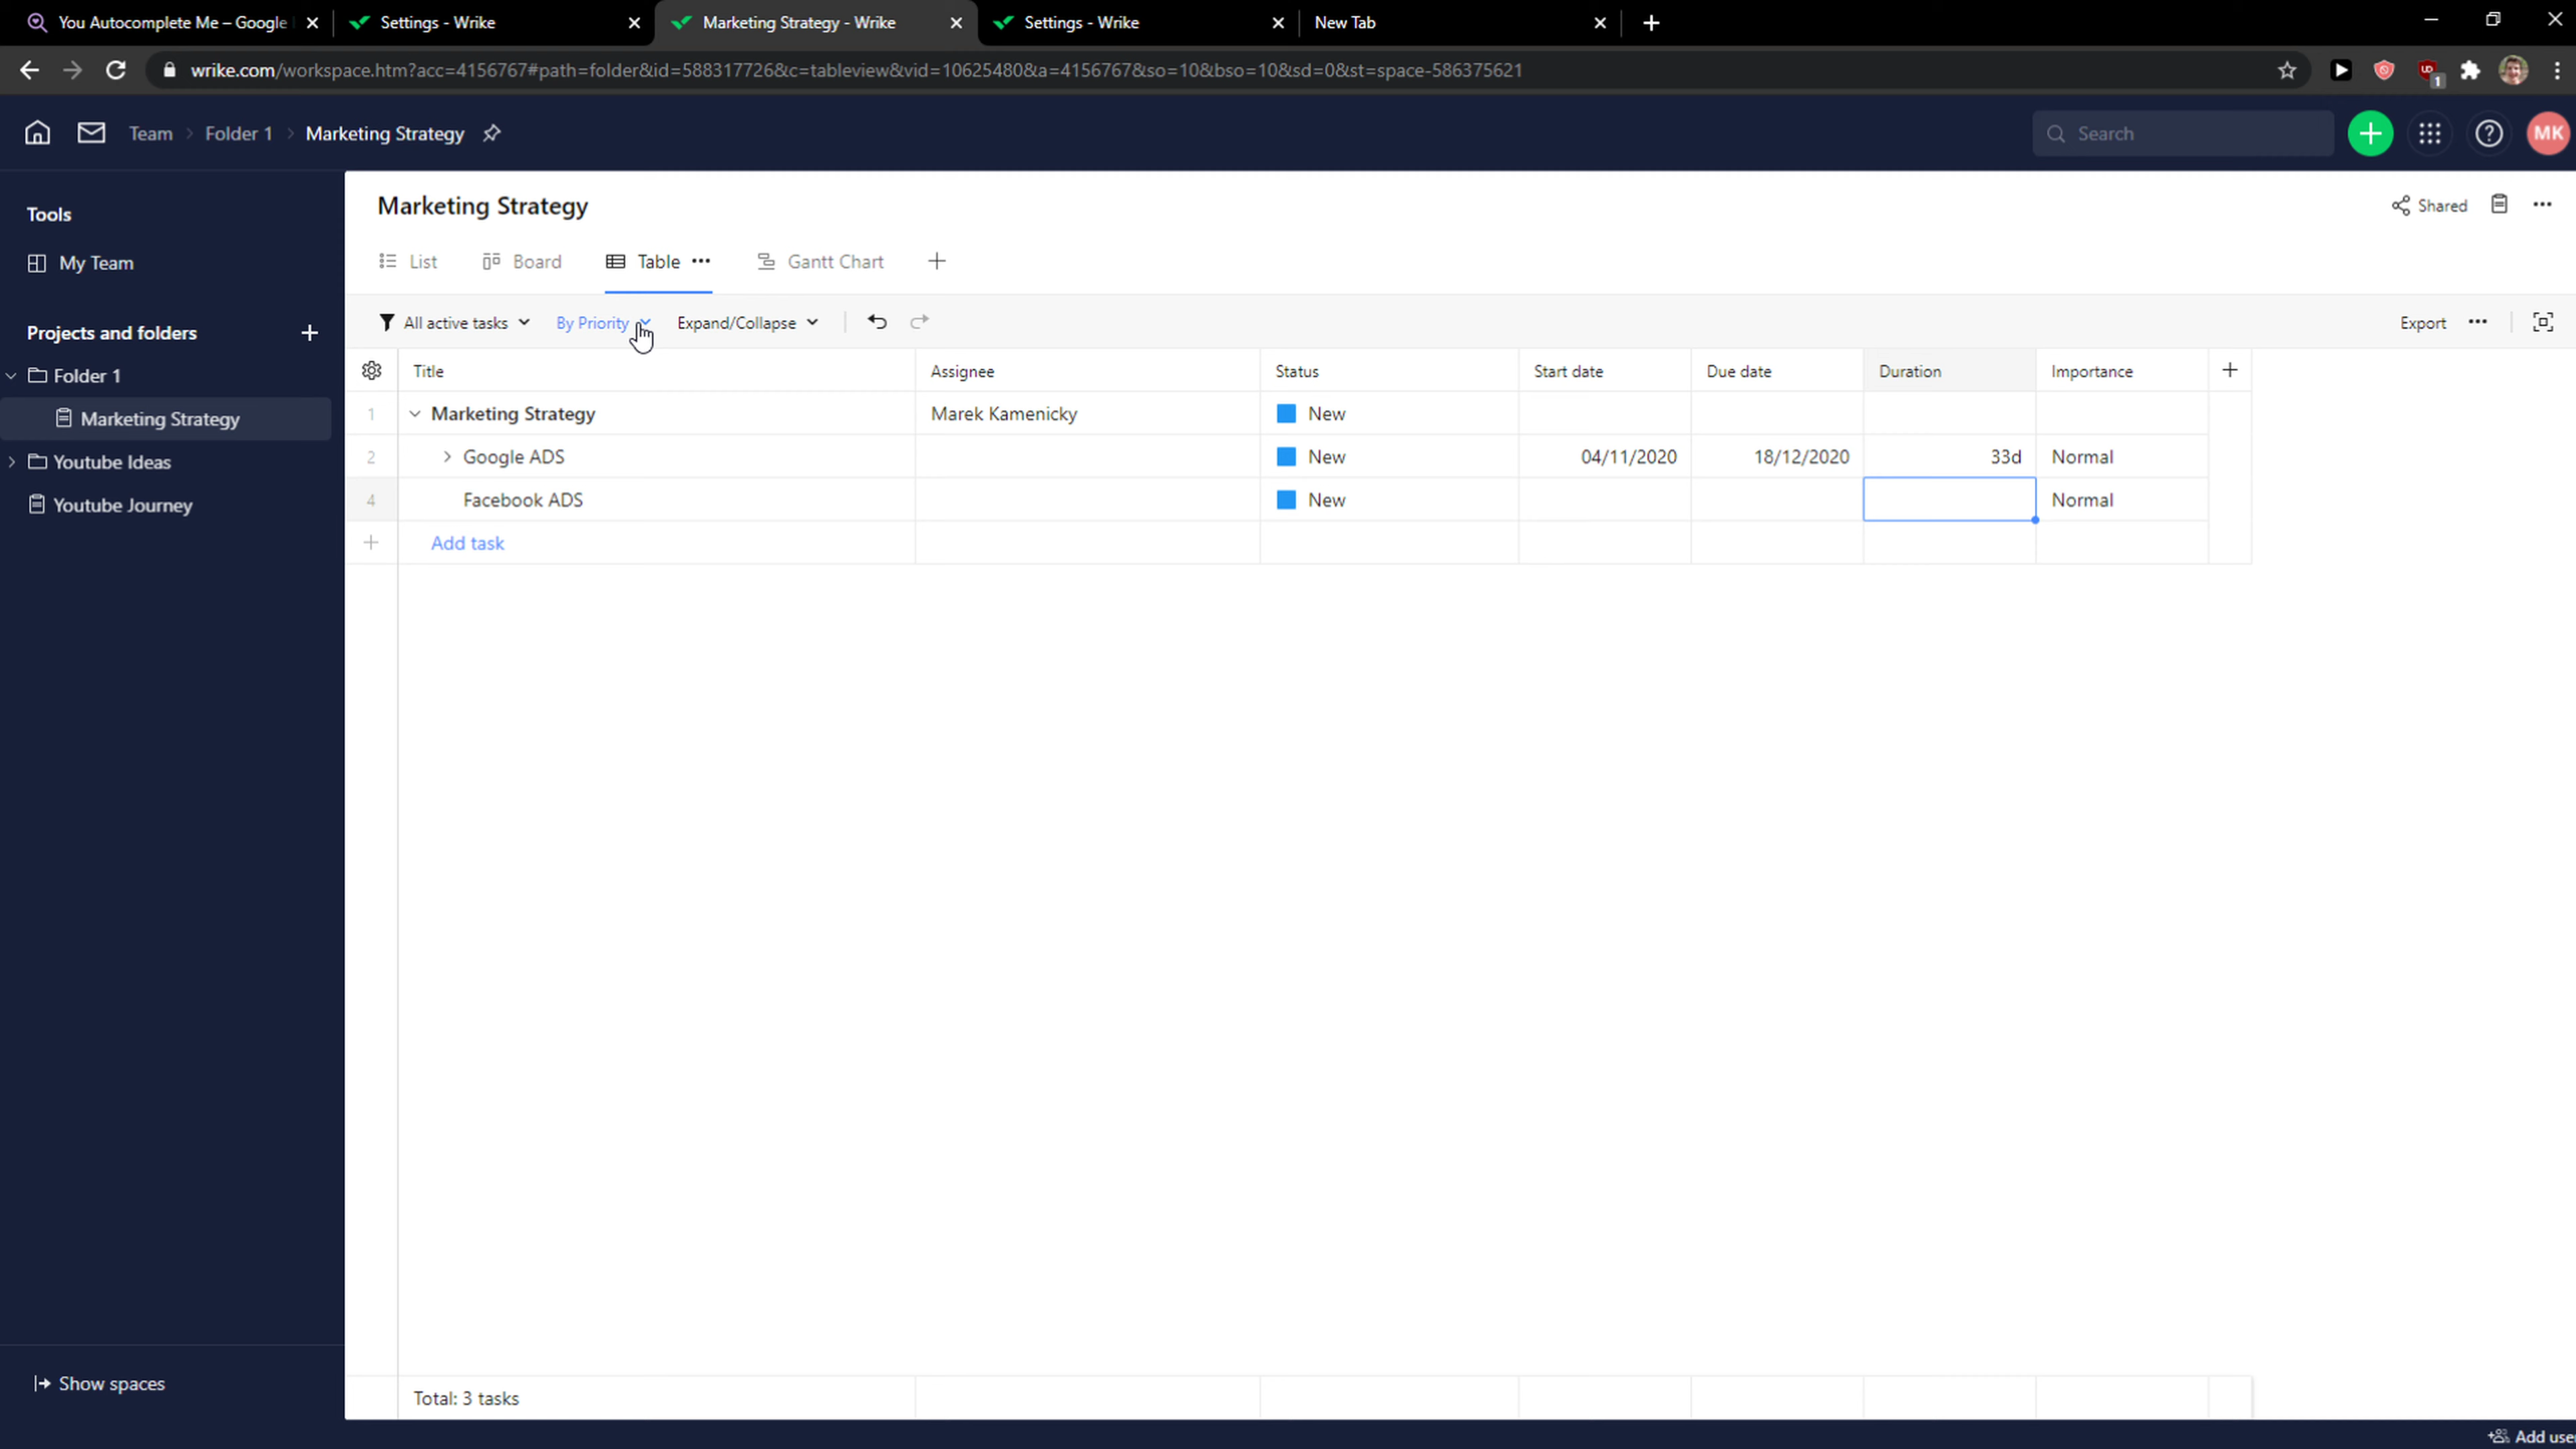 You Autocomplete Me – Google
Settings - Wrike
Marketing Strategy - Wrike
Settings - Wrike
New Tab
wrike.com/workspace.htm?acc=4156767#path=folder&id=588317726&c=tableview&vid=10625480&a=4156767&so=10&bso=10&sd=0&st=space-586375621
1
Team
Folder 1
Marketing Strategy
Search
MK
Tools
My Team
Projects and folders
Folder 1
Marketing Strategy
Youtube Ideas
Youtube Journey
Show spaces
Marketing Strategy
Shared
List
Board
Table
Gantt Chart
All active tasks
By Priority
Expand/Collapse
Export
Title Assignee Status Start date Due date Duration Importance
1 Marketing Strategy Marek Kamenicky New
2 Google ADS New 04/11/2020 18/12/2020 33d Normal
4 Facebook ADS New Normal
Add task
Total: 3 tasks
Add use